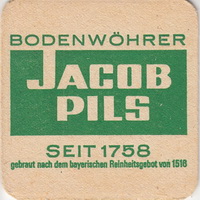 BODENWÖHRER
JACOB
PILS
SEIT 1758
gebraut nach dem bayerischen Reinheitsgebot von 1516